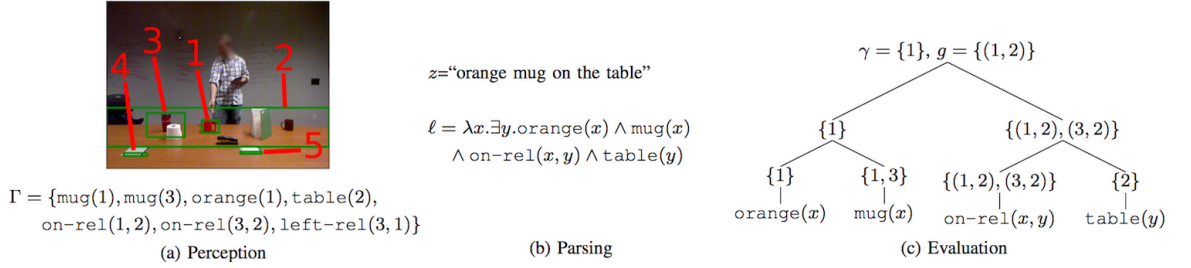 3
1
2
4
5
Γ = {mug(1), mug(3), orange(1), table(2),
on-rel(1, 2), on-rel(3, 2), left-rel(3, 1)}
(a) Perception
z=“orange mug on the table”
ℓ = λx.∃y.orange(x) ∧ mug(x)
∧ on-rel(x, y) ∧ table(y)
(b) Parsing
γ = {1}, g = {(1, 2)}
{1} {(1, 2), (3, 2)}
{1} {1, 3} {(1, 2), (3, 2)} {2}
orange(x) mug(x) on-rel(x, y) table(y)
(c) Evaluation